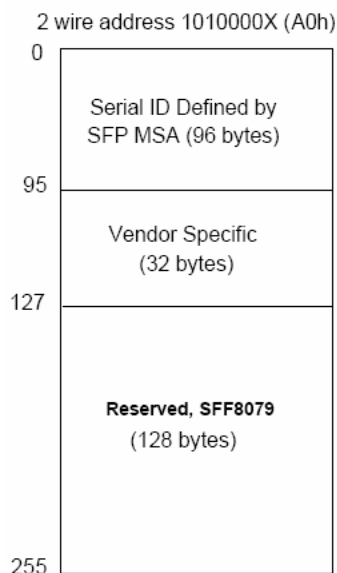 2 wire address 1010000X (A0h)
0
Serial ID Defined by
SFP MSA (96 bytes)
95
Vendor Specific
(32 bytes)
127
Reserved, SFF8079
(128 bytes)
255